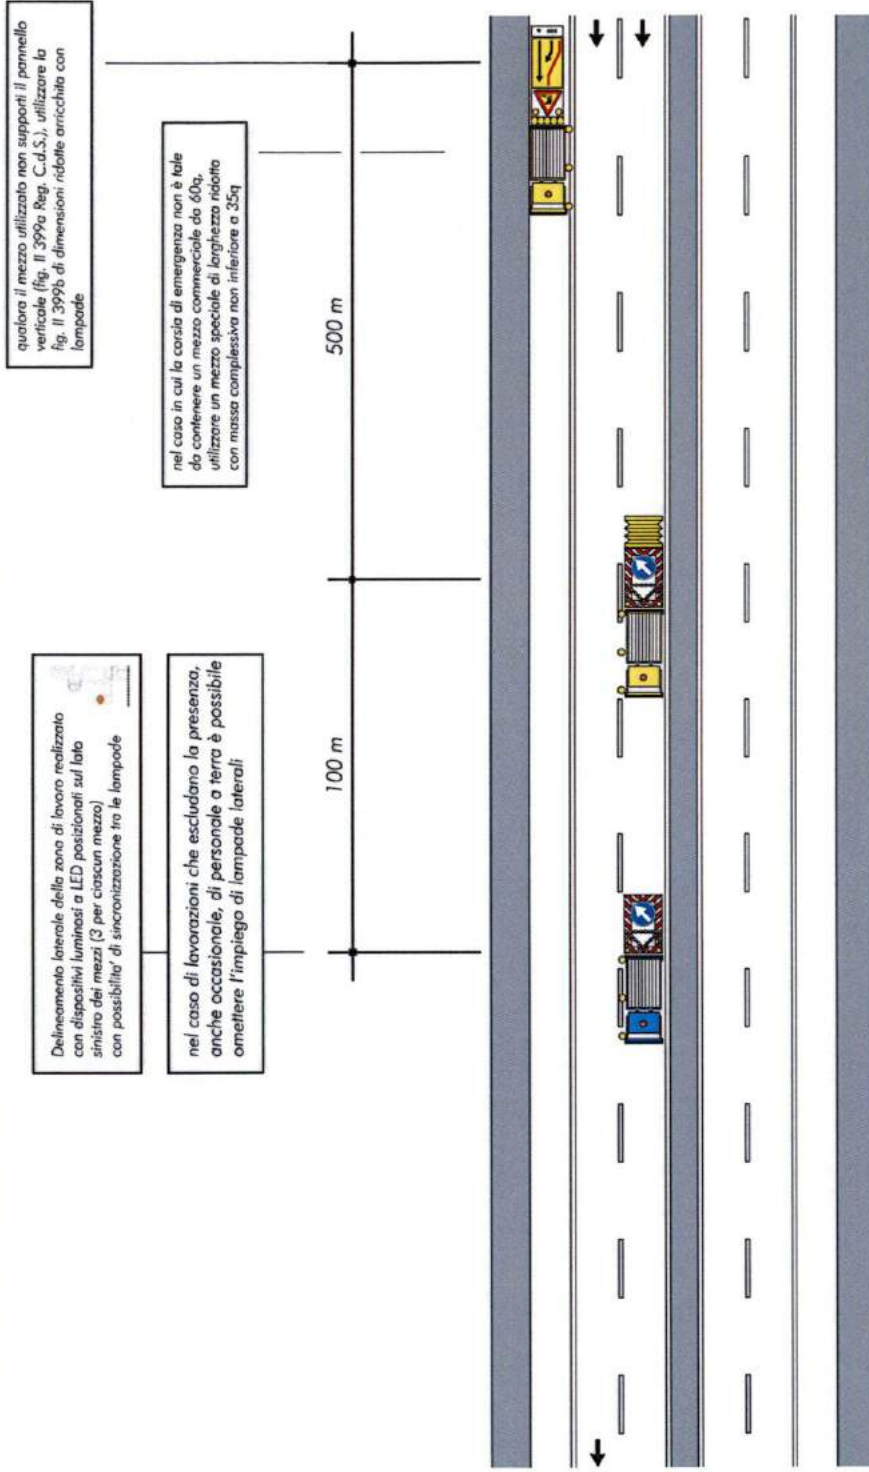 qualora il mezzo utilizzato non supporti il pannello
verticale (fig. II 399a Reg. C.d.S.), utilizzare la
fig. II 399b di dimensioni ridotte arricchita con
lampade
nel caso in cui la corsia di emergenza non è tale
da contenere un mezzo commerciale da 60q,
utilizzare un mezzo speciale di larghezza ridotta
con massa complessiva non inferiore a 35q
500 m
Delineamento laterale della zona di lavoro realizzato
con dispositivi luminosi a LED posizionati sul lato
sinistro dei mezzi (3 per ciascun mezzo)
con possibilita' di sincronizzazione tra le lampade
nel caso di lavorazioni che escludano la presenza,
anche occasionale, di personale a terra è possibile
omettere l'impiego di lampade laterali
100 m